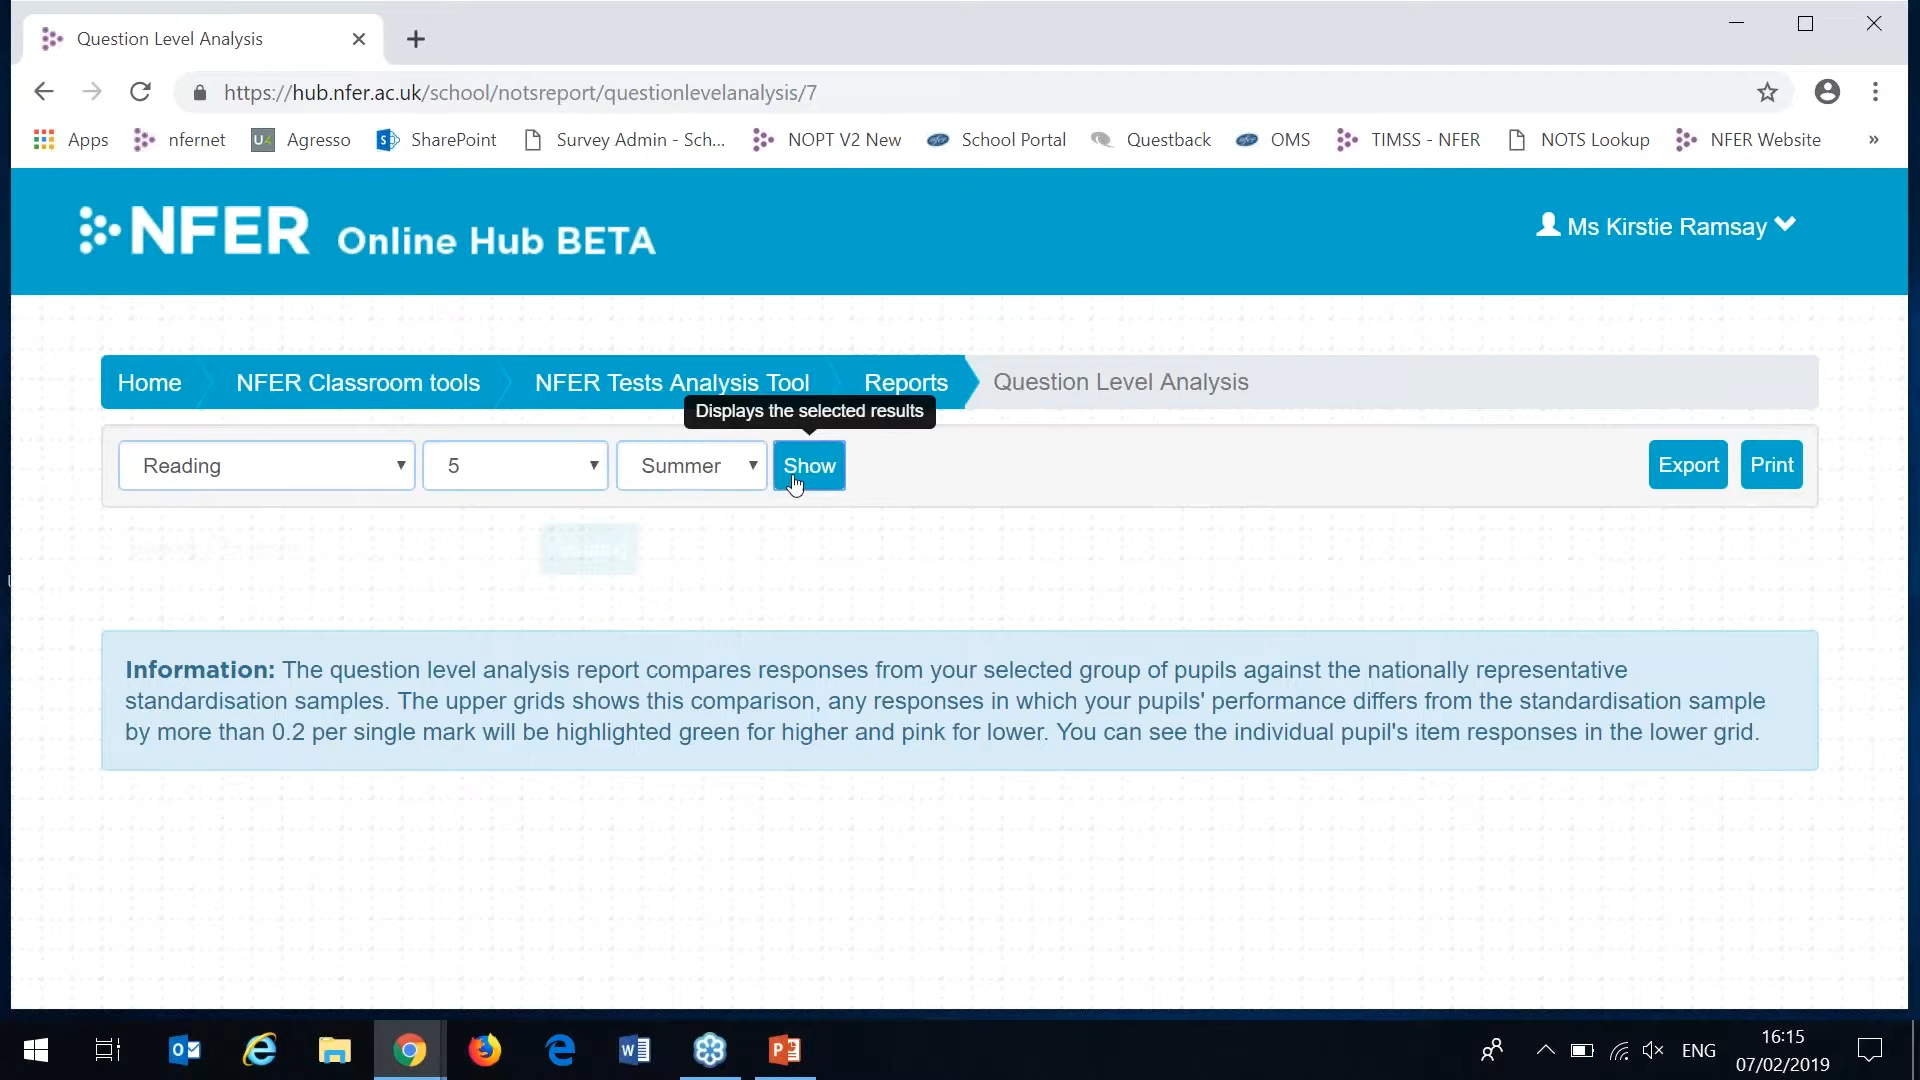 Question Level Analysis
https://hub.nfer.ac.uk/school/notsreport/questionlevelanalysis/7
Apps nfernet Agresso SharePoint Survey Admin - Sch... NOPT V2 New School Portal Questback OMS TIMSS - NFER NOTS Lookup NFER Website »
NFER Online Hub BETA
Ms Kirstie Ramsay
Home NFER Classroom tools NFER Tests Analysis Tool Reports Question Level Analysis
Displays the selected results
Reading 5 Summer Show Export Print
Information: The question level analysis report compares responses from your selected group of pupils against the nationally representative
standardisation samples. The upper grids shows this comparison, any responses in which your pupils' performance differs from the standardisation sample
by more than 0.2 per single mark will be highlighted green for higher and pink for lower. You can see the individual pupil's item responses in the lower grid.
ENG
16:15
07/02/2019